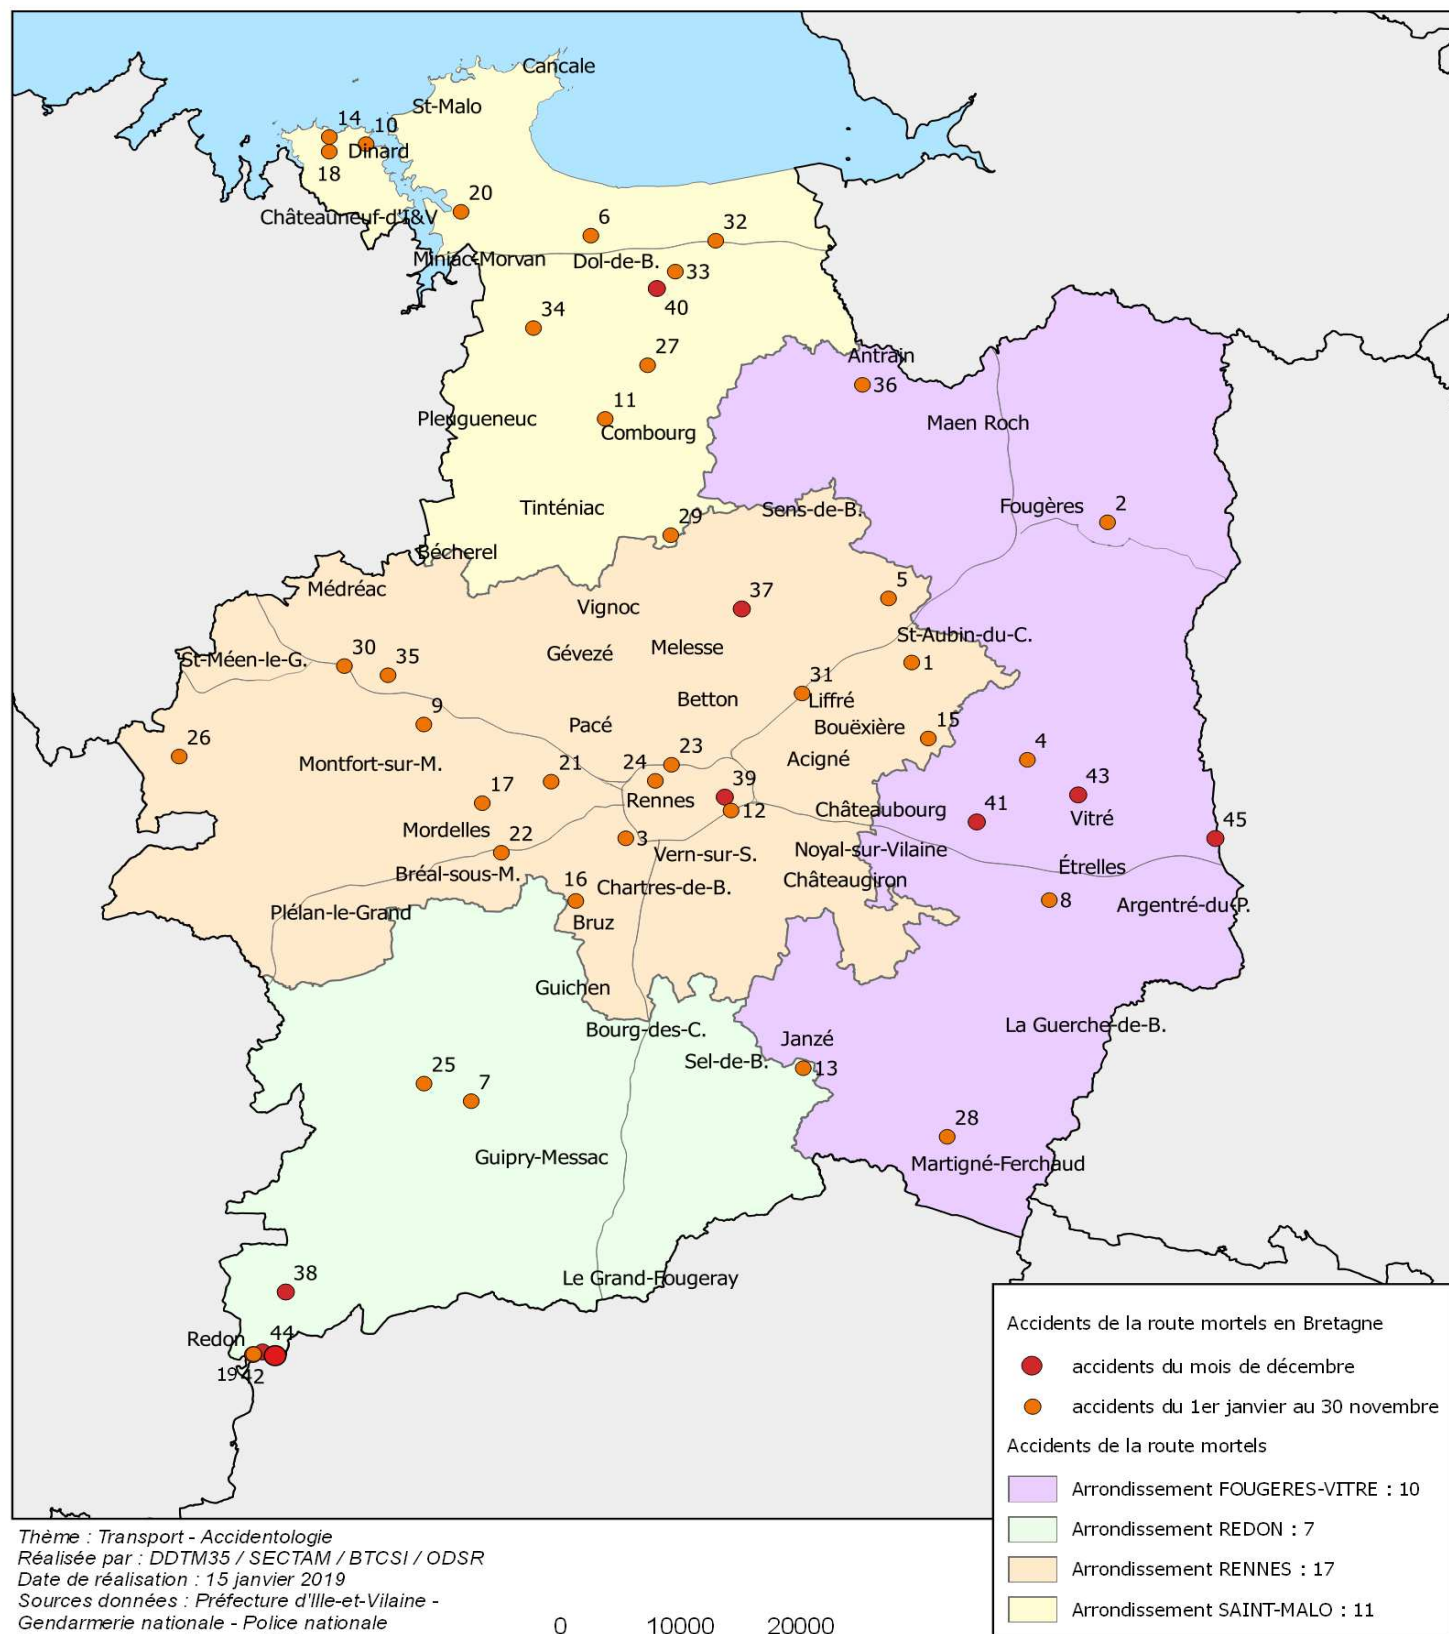 Cancale
St-Malo
14
10
Dinard
18
20
Châteauneuf-d'I&V
6
32
Miniac-Morvan
Dol-de-B.
33
40
34
27
Antrain
36
11
Pleugueneuc
Combourg
Maen Roch
Tinténiac
29
Sens-de-B.
Fougères
2
Bécherel
Médréac
5
Vignoc
37
St-Aubin-du-C.
Melesse
Gévezé
St-Méen-le-G.
30
35
1
31
Betton
Liffré
9
Pacé
Bouëxière
15
26
Montfort-sur-M.
23
Acigné
4
21
24
39
43
17
Rennes
12
Châteaubourg
41
Vitré
45
Mordelles
22
3
Vern-sur-S.
Noyal-sur-Vilaine
Étrelles
Bréal-sous-M.
16
Chartres-de-B.
Châteaugiron
8
Argentré-du-P.
Plélan-le-Grand
Bruz
Guichen
Bourg-des-C.
La Guerche-de-B.
Janzé
Sel-de-B.
13
25
7
28
Guipry-Messac
Martigné-Ferchaud
38
Le Grand-Fougeray
Redon
44
19
42
Accidents de la route mortels en Bretagne
accidents du mois de décembre
accidents du 1er janvier au 30 novembre
Accidents de la route mortels
Arrondissement FOUGERES-VITRE : 10
Arrondissement REDON : 7
Arrondissement RENNES : 17
Arrondissement SAINT-MALO : 11
Thème : Transport - Accidentologie
Réalisée par : DDTM35 / SECTAM / BTCSI / ODSR
Date de réalisation : 15 janvier 2019
Sources données : Préfecture d'Ille-et-Vilaine -
Gendarmerie nationale - Police nationale
0 10000 20000